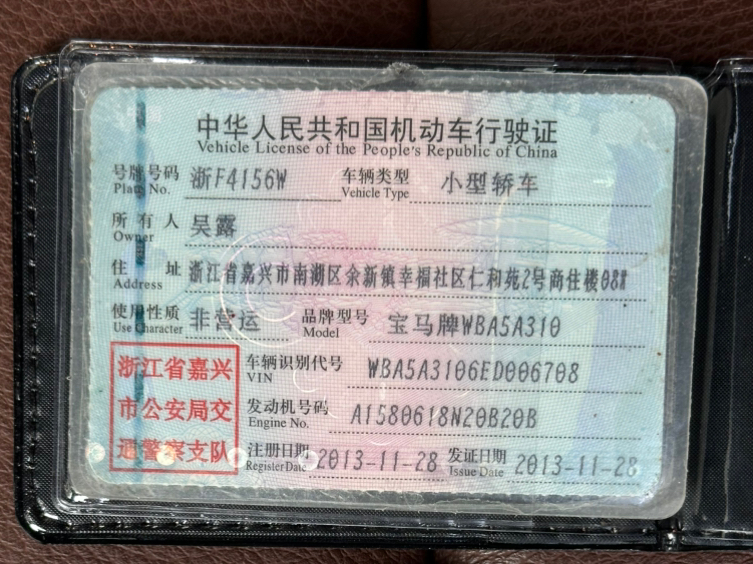 中华人民共和国机动车行驶证
Vehicle License of the People's Republic of China
号牌号码 浙F4156W 车辆类型 小型轿车
Plate No. Vehicle Type
所有人 吴露
Owner
住址 浙江省嘉兴市南湖区余新镇幸福社区仁和苑2号商住楼08#
Address
使用性质 非营运 品牌型号 宝马牌WBA5A310
Use Character Model
浙江省嘉兴 车辆识别代号 WBA5A3106ED006708
VIN
市公安局交 发动机号码 A1580618N20B20B
Engine No.
通警察支队 注册日期 2013-11-28 发证日期 2013-11-28
Register Date Issue Date